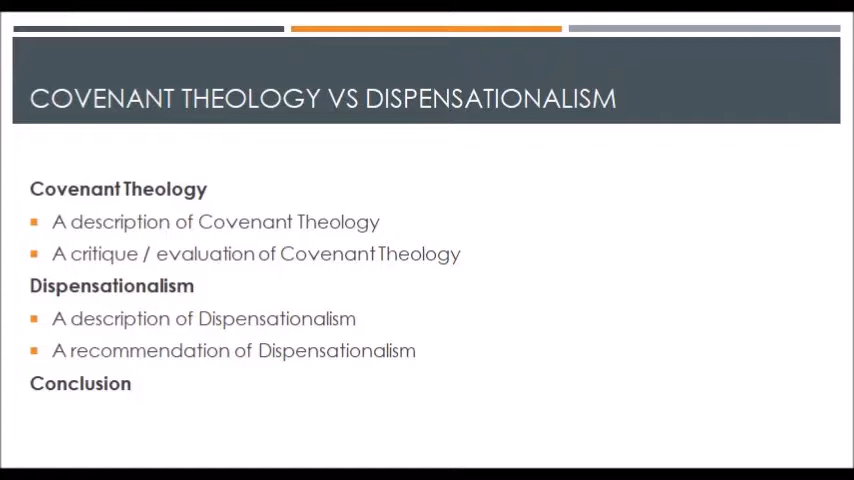 COVENANT THEOLOGY VS DISPENSATIONALISM
Covenant Theology
A description of Covenant Theology
A critique / evaluation of Covenant Theology
Dispensationalism
A description of Dispensationalism
A recommendation of Dispensationalism
Conclusion